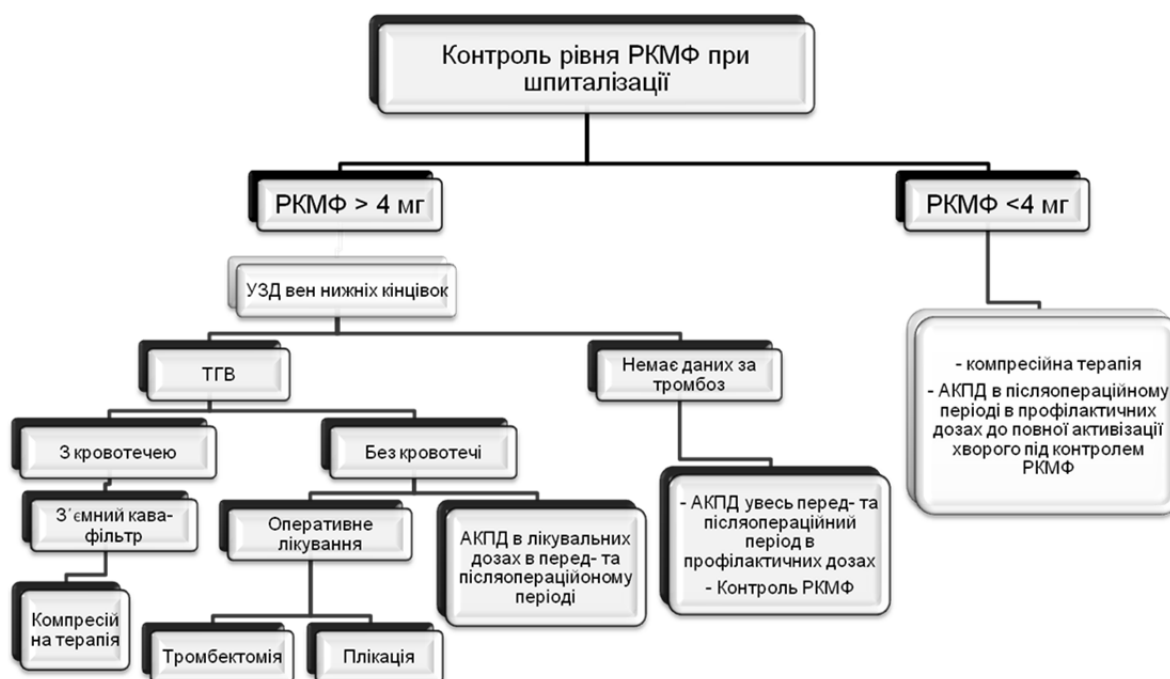 Контроль рівня РКМФ при
шпиталізації
РКМФ > 4 мг
РКМФ <4 мг
УЗД вен нижніх кінцівок
ТГВ
Немає даних за
тромбоз
- компресійна терапія
- АКПД в післяопераційному
періоді в профілактичних
дозах до повної активізації
хворого під контролем
РКМФ
З кровотечею
Без кровотечі
З´ємний кава-
фільтр
Оперативне
лікування
АКПД в лікувальних
дозах в перед- та
післяопераційоному
періоді
- АКПД увесь перед- та
післяопераційний
період в
профілактичних дозах
- Контроль РКМФ
Компресій
на терапія
Тромбектомія
Плікація